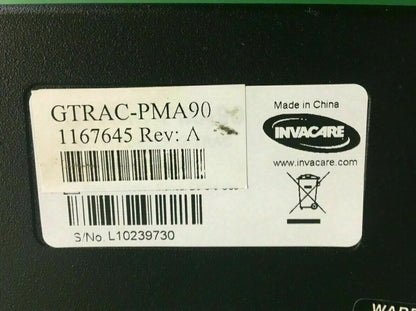 GTRAC-PMA90
1167645 Rev: A
S/No. L10239730
Made in China
INVACARE
www.invacare.com